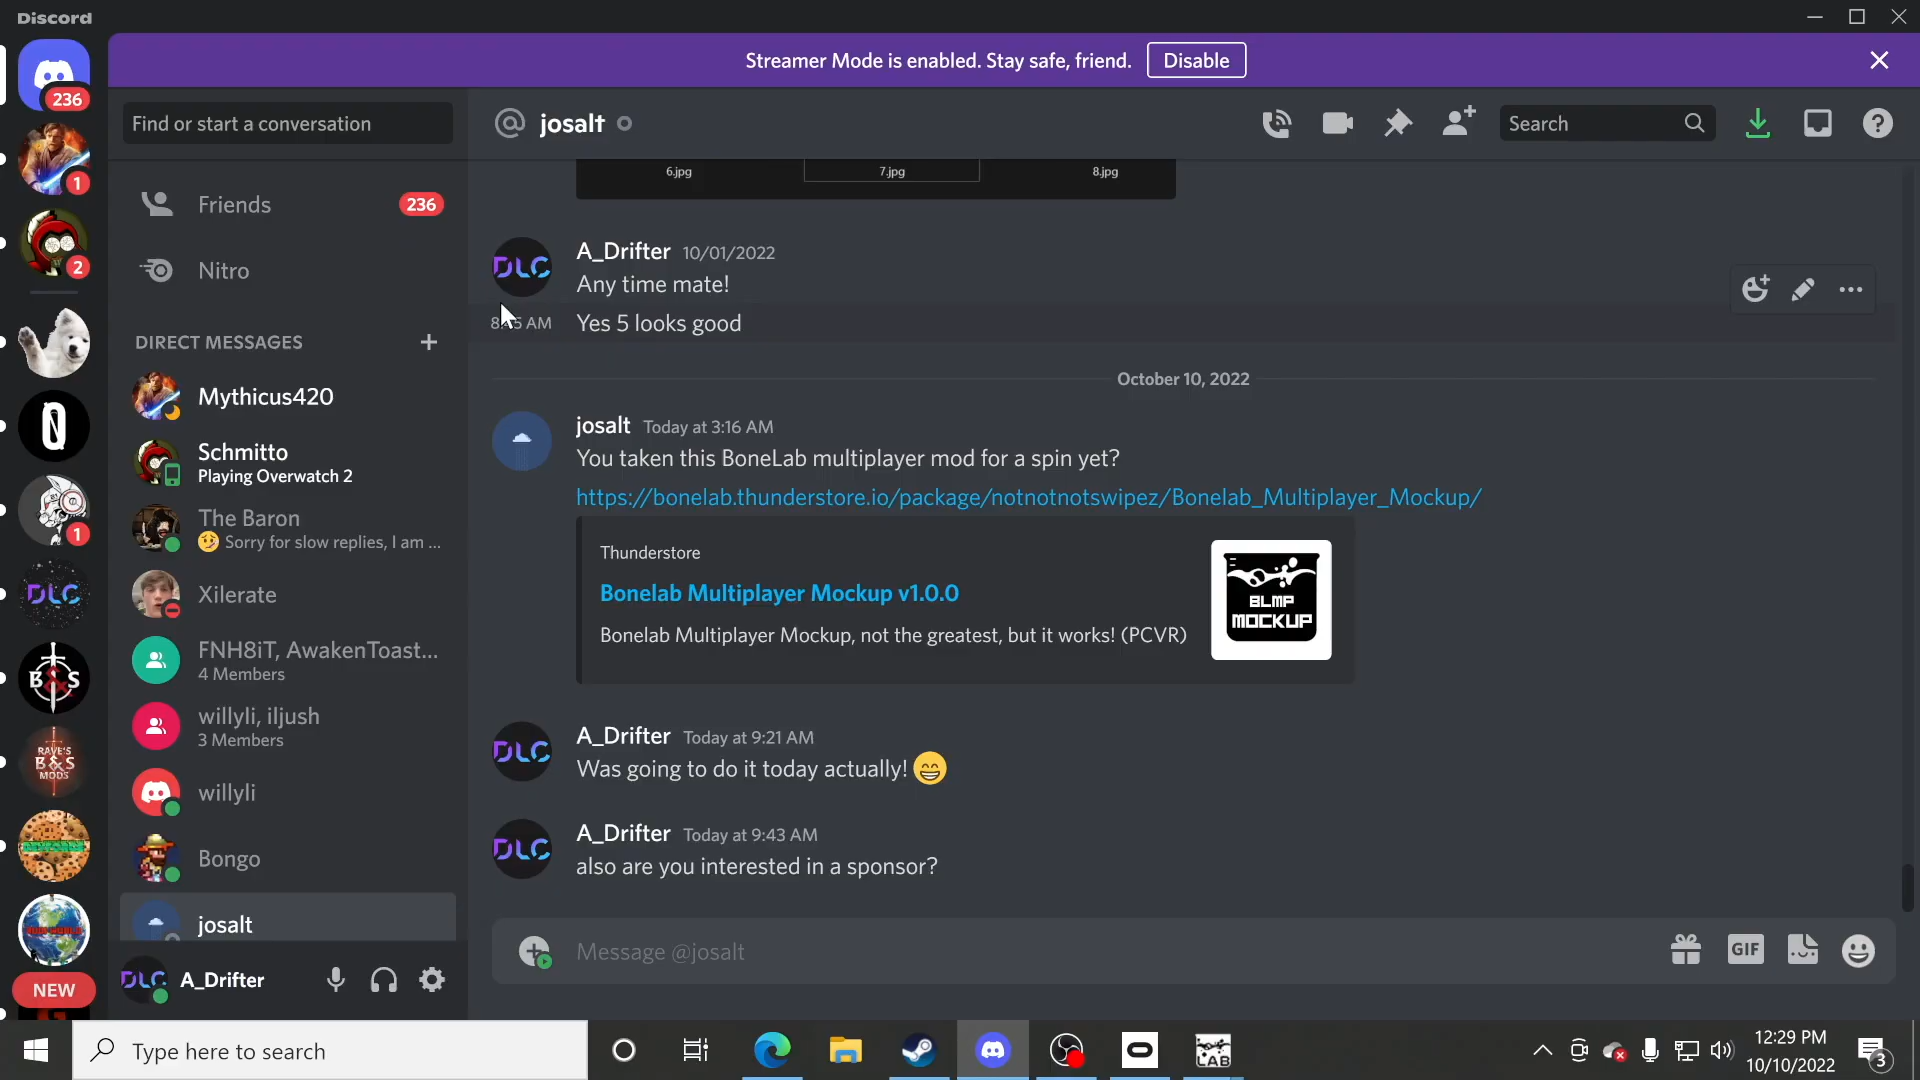 Discord
Streamer Mode is enabled. Stay safe, friend.
Disable
236
Find or start a conversation
josalt
Search
1
Friends
236
6.jpg
7.jpg
8.jpg
2
Nitro
A_Drifter 10/01/2022
Any time mate!
Yes 5 looks good
DIRECT MESSAGES
October 10, 2022
Mythicus420
josalt Today at 3:16 AM
You taken this BoneLab multiplayer mod for a spin yet?
https://bonelab.thunderstore.io/package/notnotnotswipez/Bonelab_Multiplayer_Mockup/
Schmitto
Playing Overwatch 2
The Baron
Sorry for slow replies, I am ...
1
Thunderstore
Bonelab Multiplayer Mockup v1.0.0
Bonelab Multiplayer Mockup, not the greatest, but it works! (PCVR)
BLMP
MOCKUP
Xilerate
DLC
FNH8iT, AwakenToast...
4 Members
B&S
willyli, iljush
3 Members
DLC
A_Drifter Today at 9:21 AM
Was going to do it today actually!
RAVE'S
B&S
MODS
willyli
DLC
A_Drifter Today at 9:43 AM
also are you interested in a sponsor?
Bongo
josalt
Message @josalt
GIF
NEW
DLC
A_Drifter
Type here to search
LAB
12:29 PM
10/10/2022
3